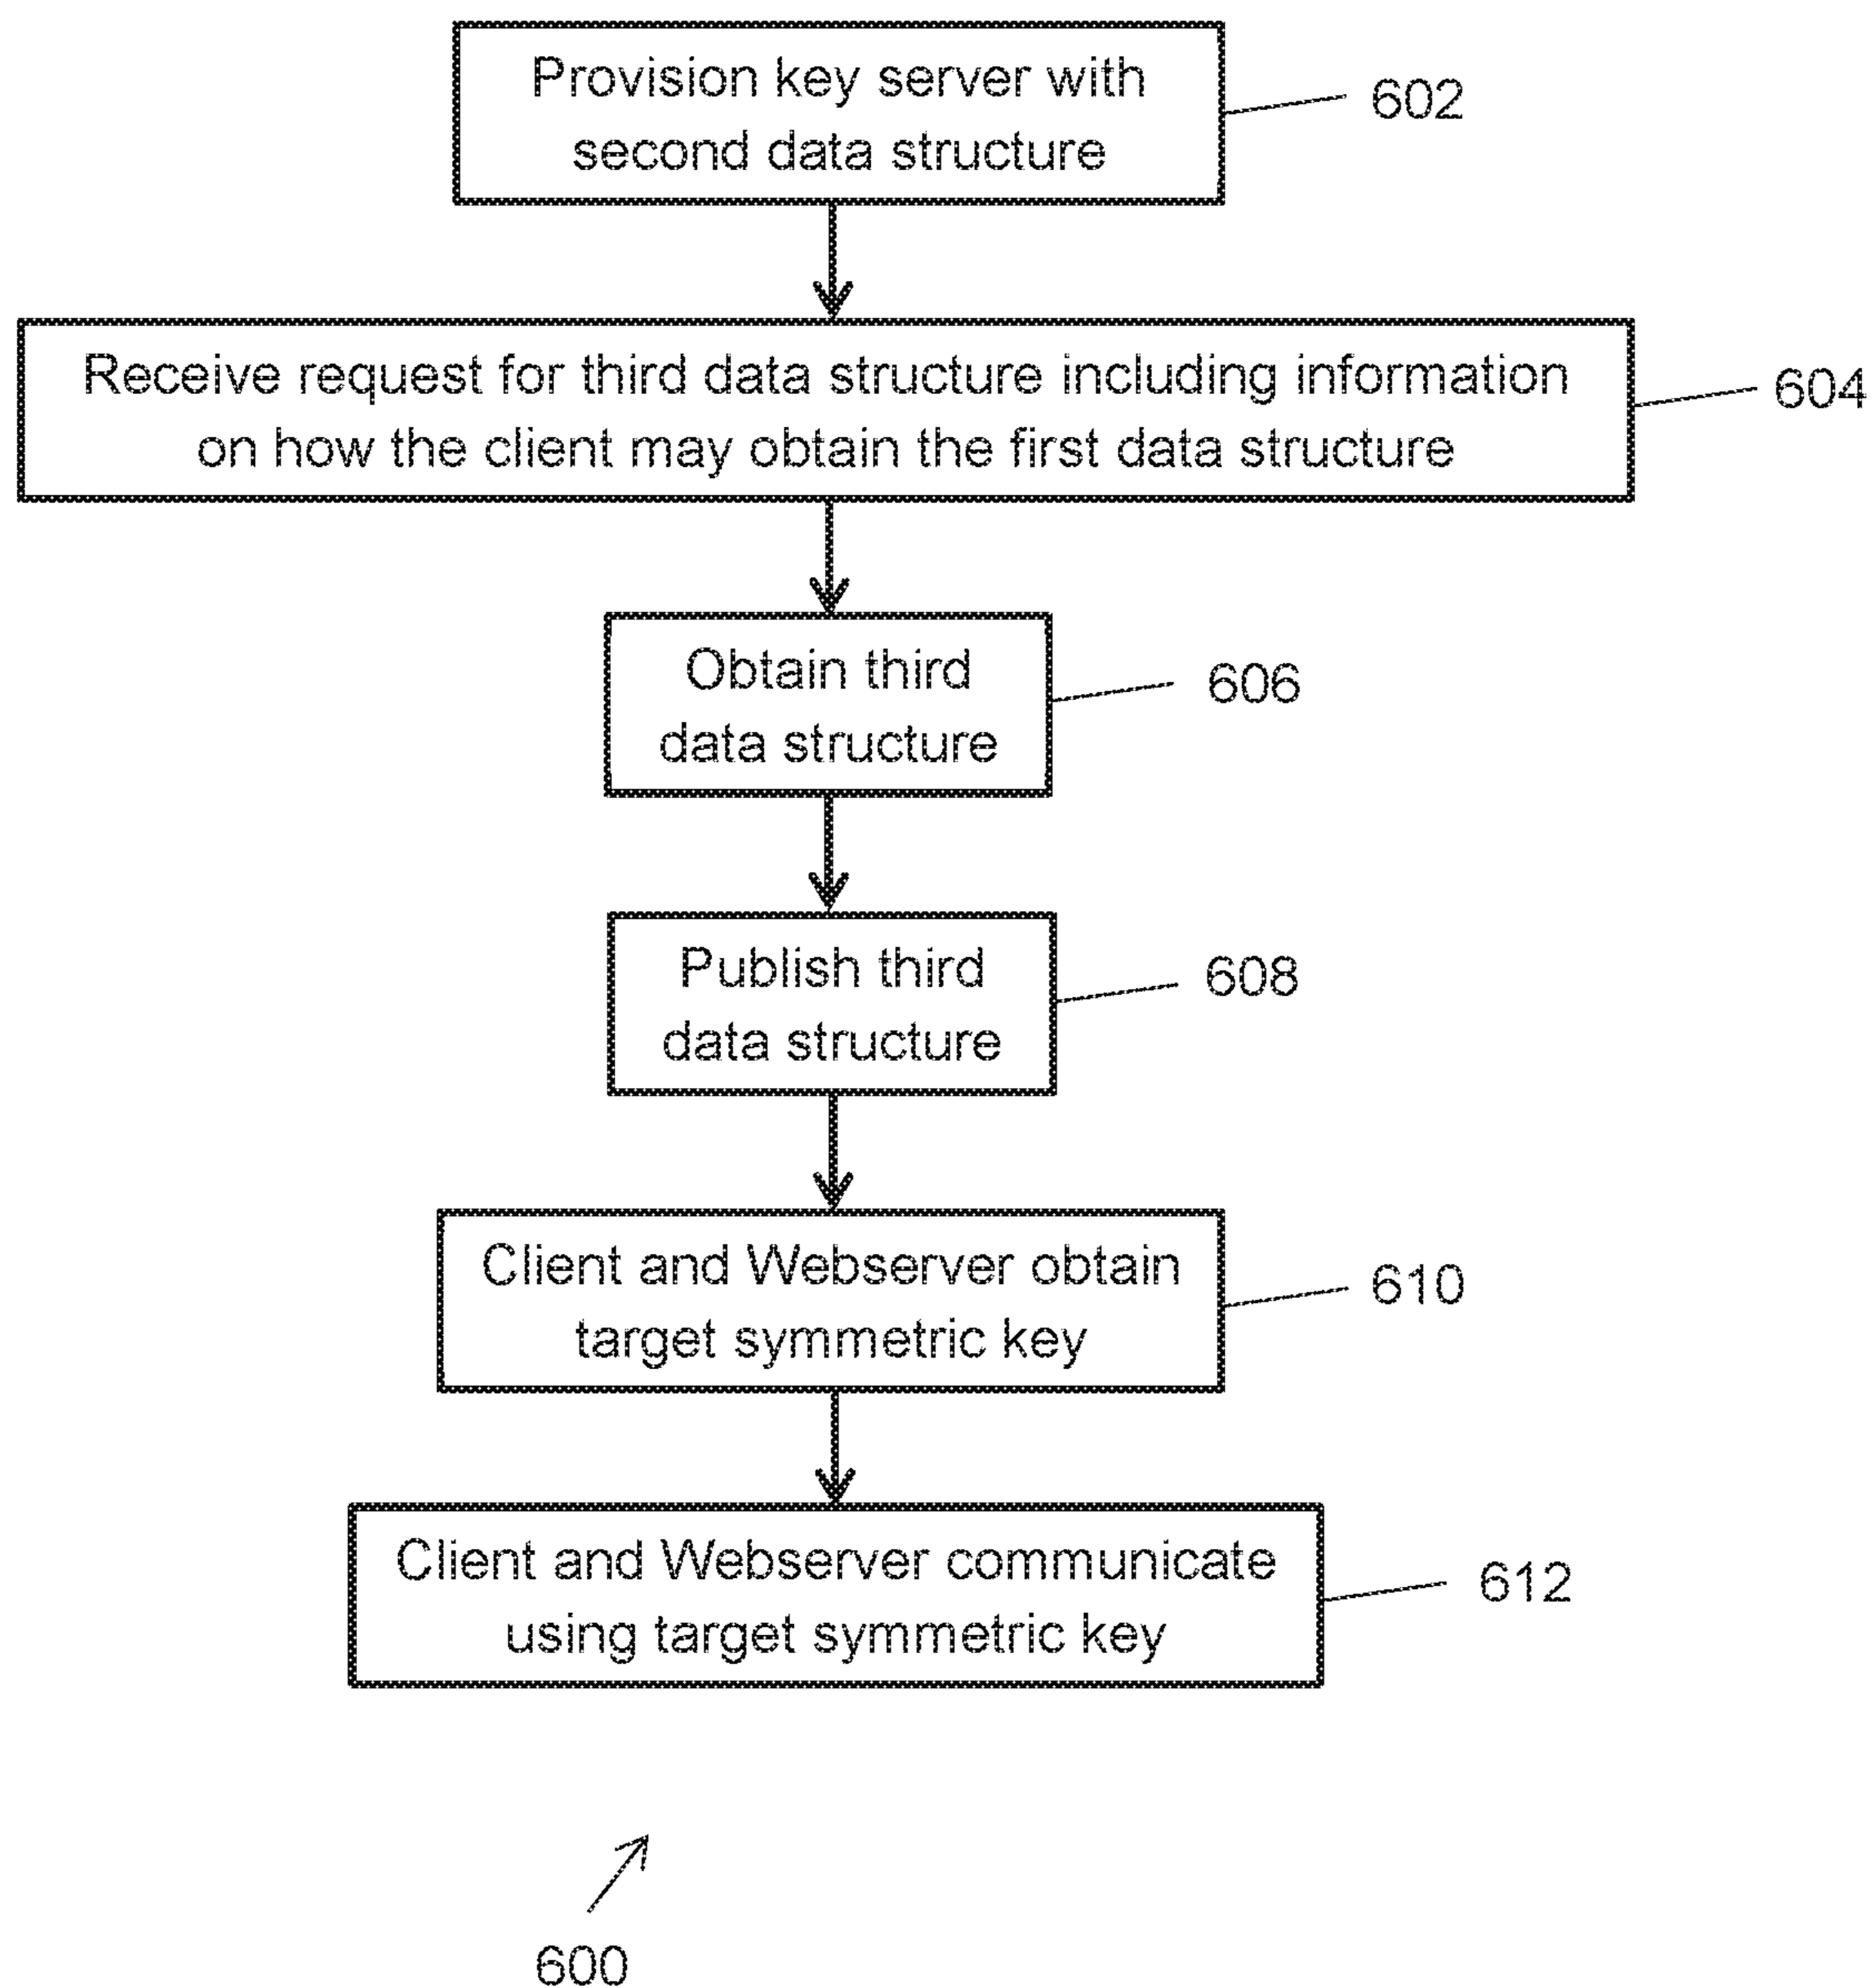 Provision key server with
second data structure
602
Receive request for third data structure including information
on how the client may obtain the first data structure
604
Obtain third
data structure
606
Publish third
data structure
608
Client and Webserver obtain
target symmetric key
610
Client and Webserver communicate
using target symmetric key
612
600